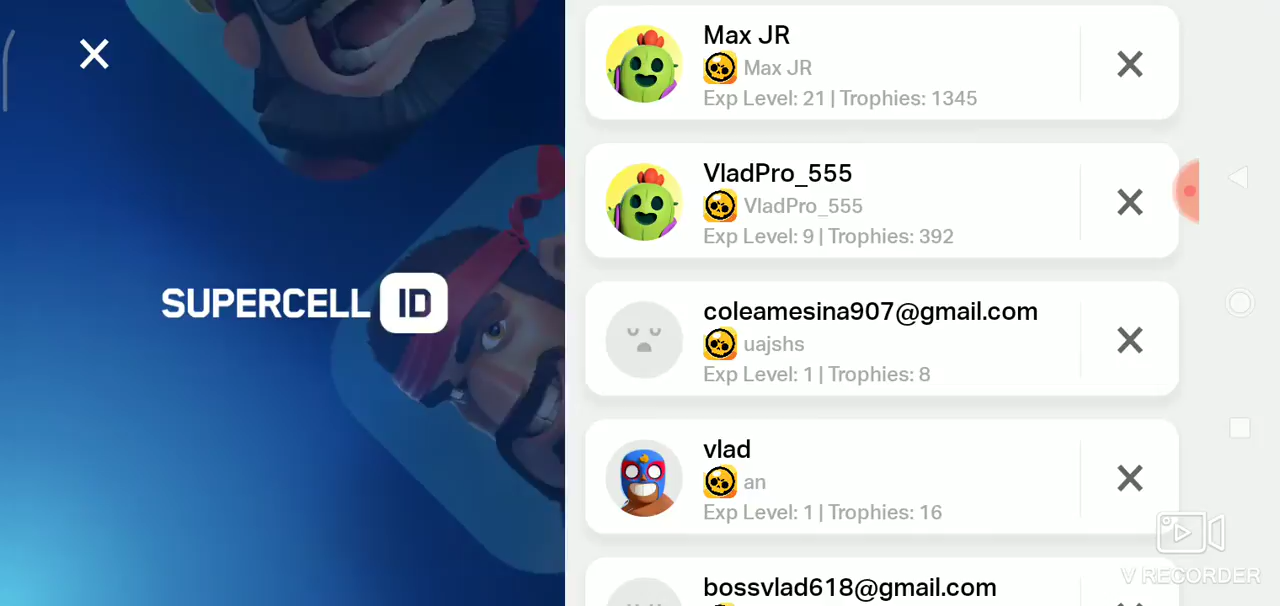 SUPERCELL ID
Max JR
Max JR
Exp Level: 21 | Trophies: 1345
VladPro_555
VladPro_555
Exp Level: 9 | Trophies: 392
coleamesina907@gmail.com
uajshs
Exp Level: 1 | Trophies: 8
vlad
an
Exp Level: 1 | Trophies: 16
bossvlad618@gmail.com
V RECORDER